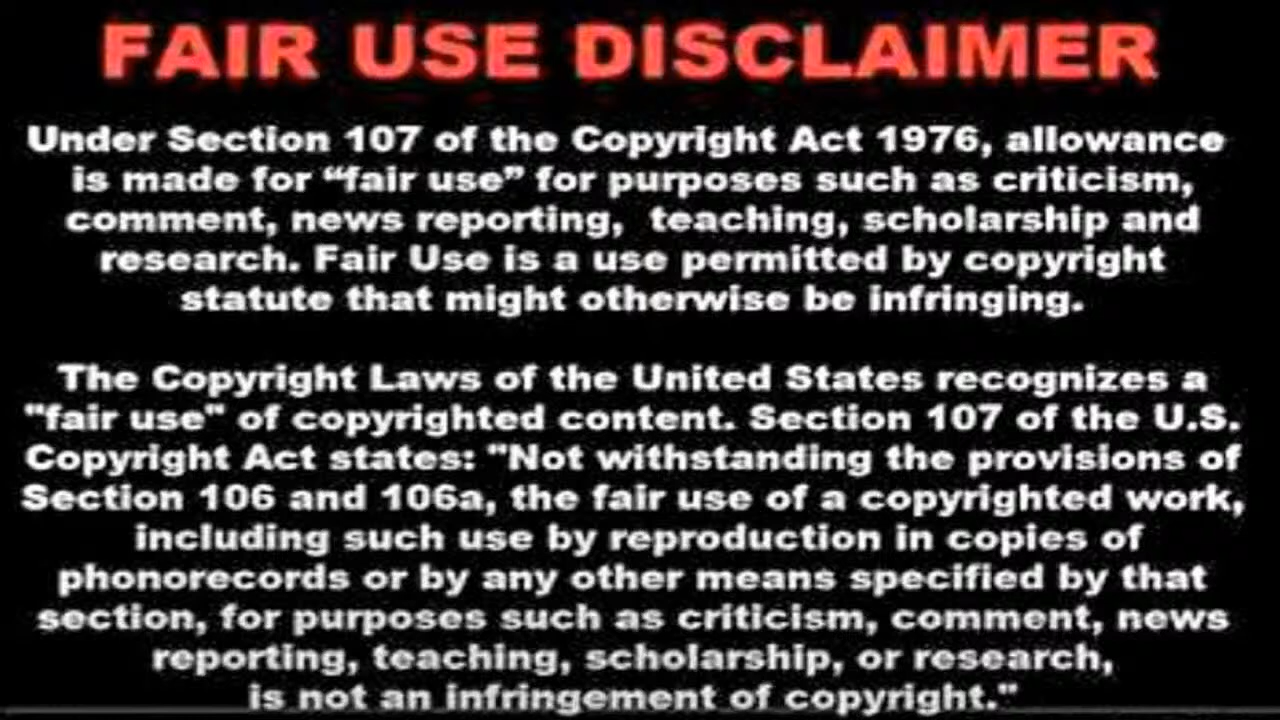 FAIR USE DISCLAIMER
Under Section 107 of the Copyright Act 1976, allowance
is made for “fair use” for purposes such as criticism,
comment, news reporting, teaching, scholarship and
research. Fair Use is a use permitted by copyright
statute that might otherwise be infringing.
The Copyright Laws of the United States recognizes a
"fair use" of copyrighted content. Section 107 of the U.S.
Copyright Act states: "Not withstanding the provisions of
Section 106 and 106a, the fair use of a copyrighted work,
including such use by reproduction in copies of
phonorecords or by any other means specified by that
section, for purposes such as criticism, comment, news
reporting, teaching, scholarship, or research,
is not an infringement of copyright."